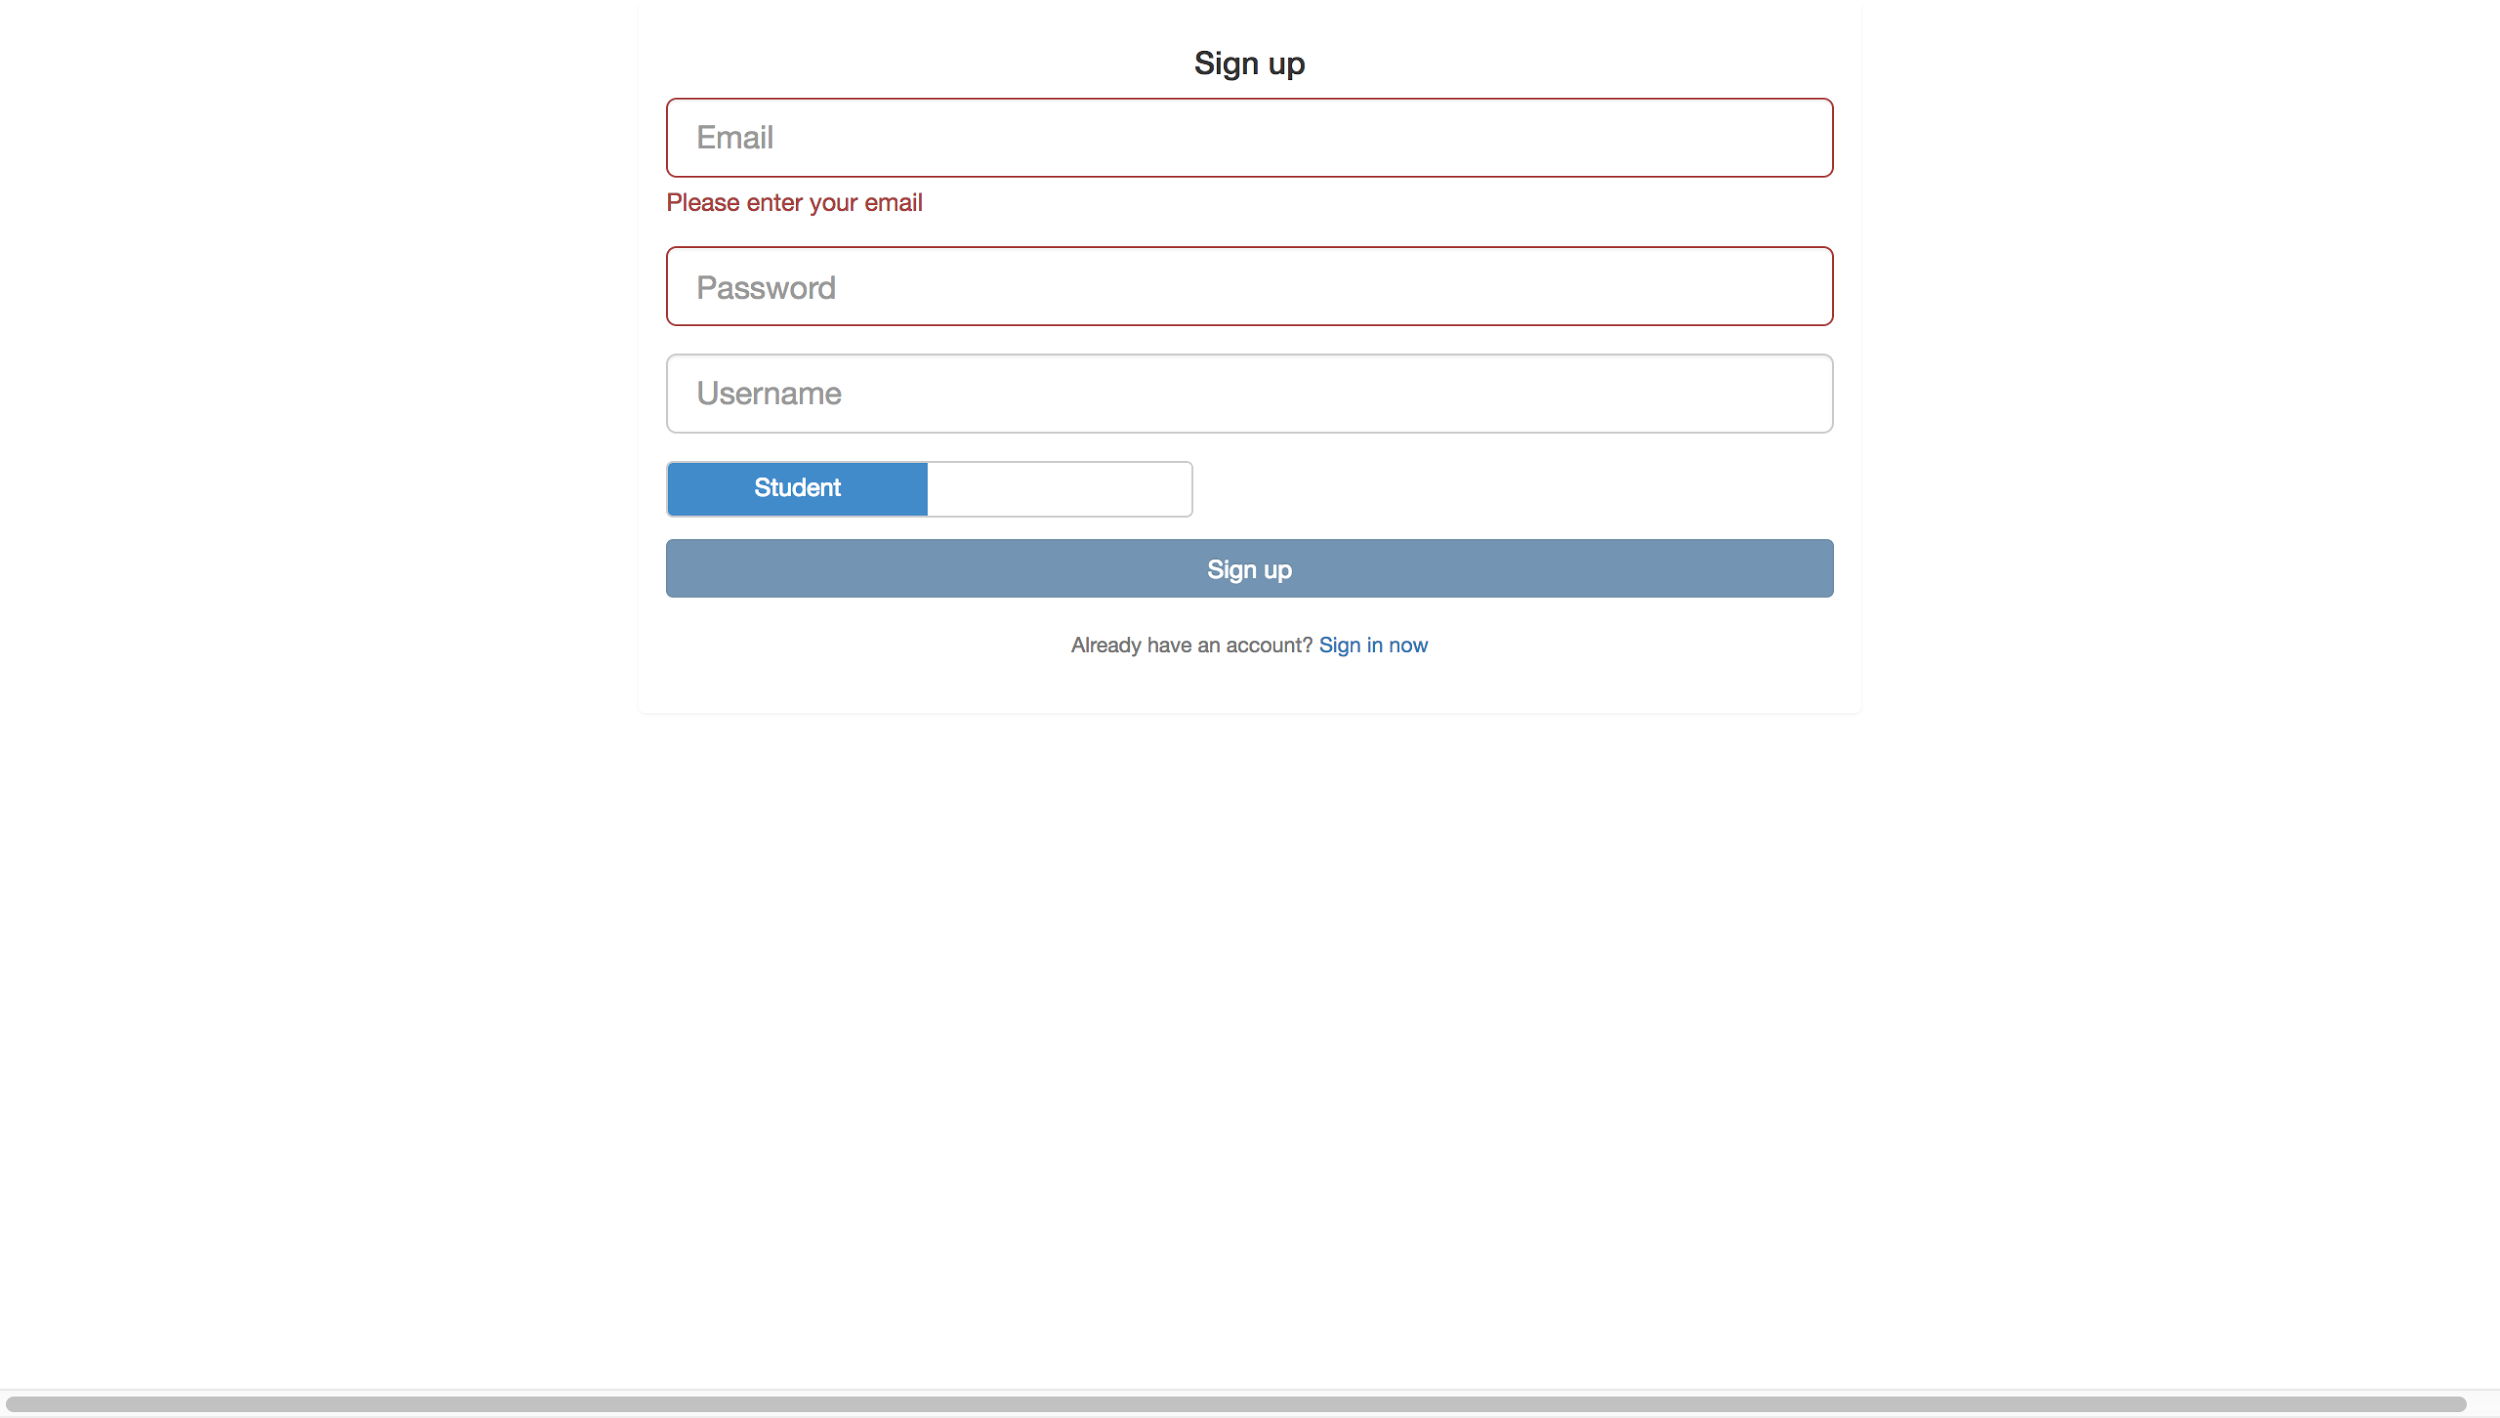 Sign up
Email
Please enter your email
Password
Username
Student
Sign up
Already have an account? Sign in now